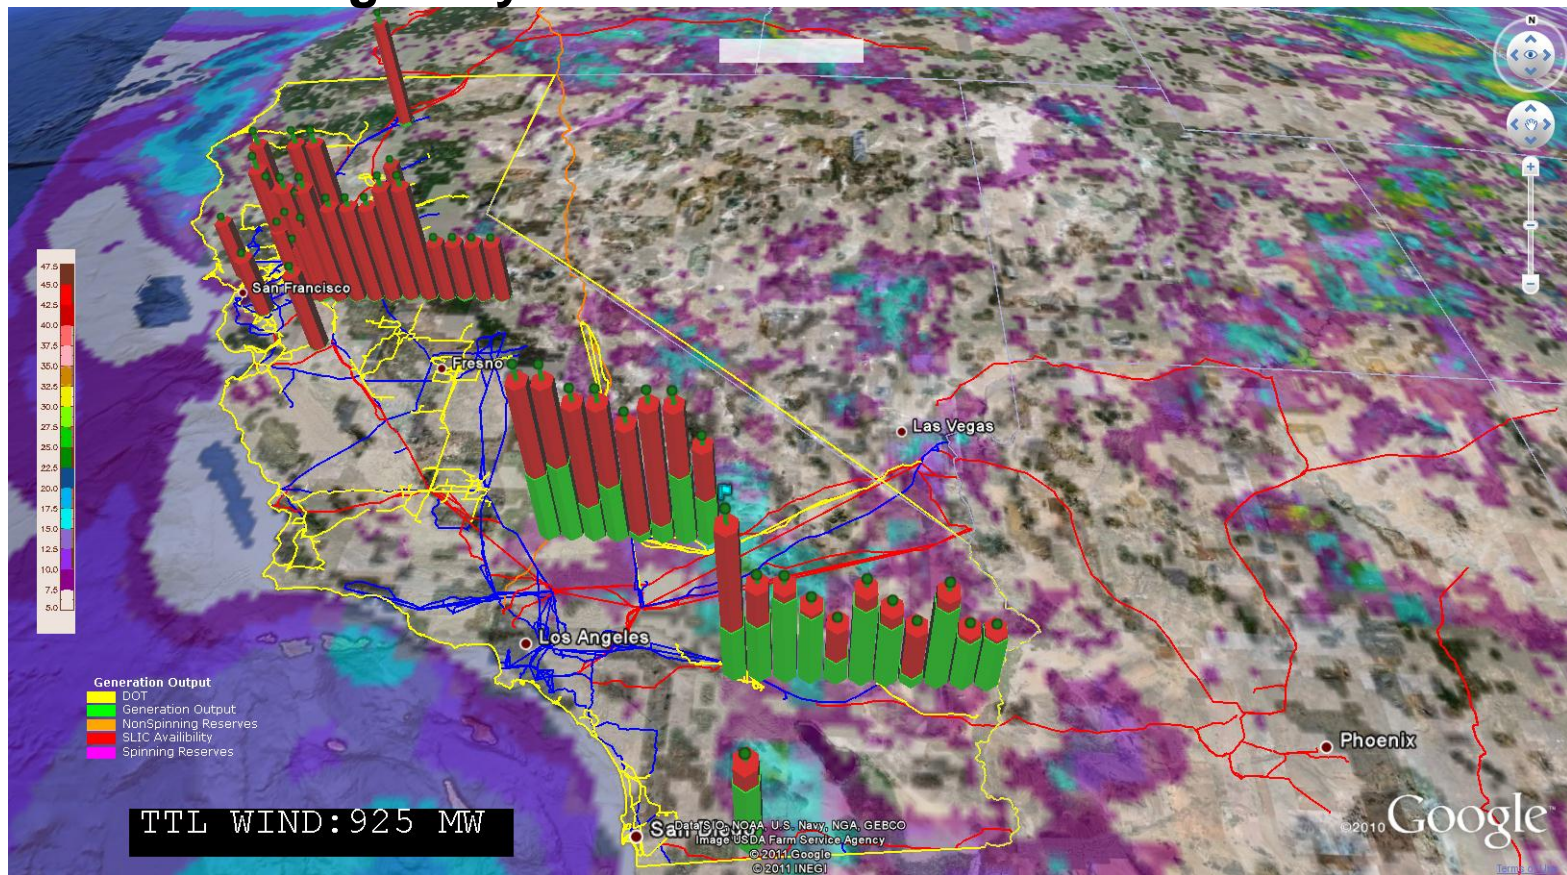 N
San Francisco
Fresno
Las Vegas
Los Angeles
Phoenix
San Diego
47.5
45.0
42.5
40.0
37.5
35.0
32.5
30.0
27.5
25.0
22.5
20.0
17.5
15.0
12.5
10.0
7.5
5.0
Generation Output
DOT
Generation Output
NonSpinning Reserves
SLIC Availibility
Spinning Reserves
TTL WIND:925 MW
Data SIO, NOAA, U.S. Navy, NGA, GEBCO
Image USDA Farm Service Agency
© 2011 Google
© 2011 INEGI
©2010 Google™